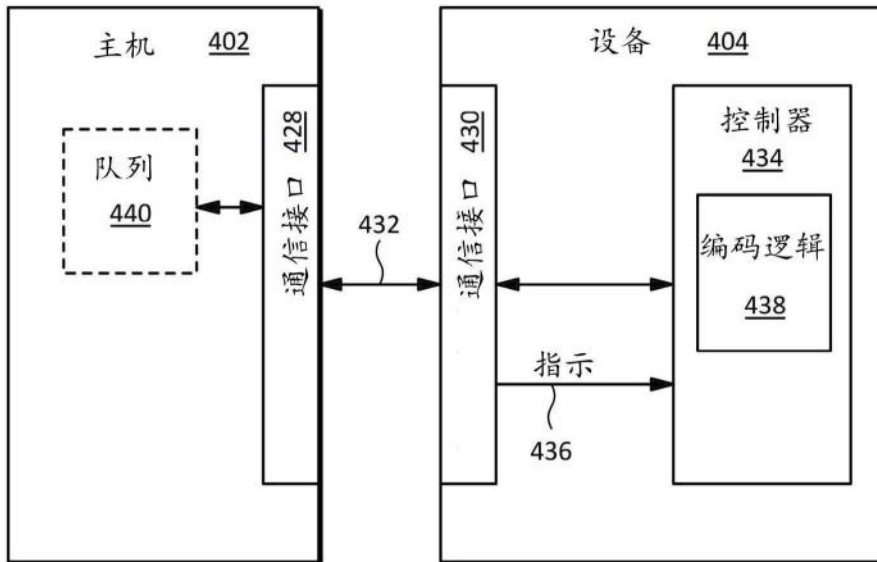 主机 402
队列
440
428
通信接口
432
设备 404
430
通信接口
指示
436
控制器
434
编码逻辑
438